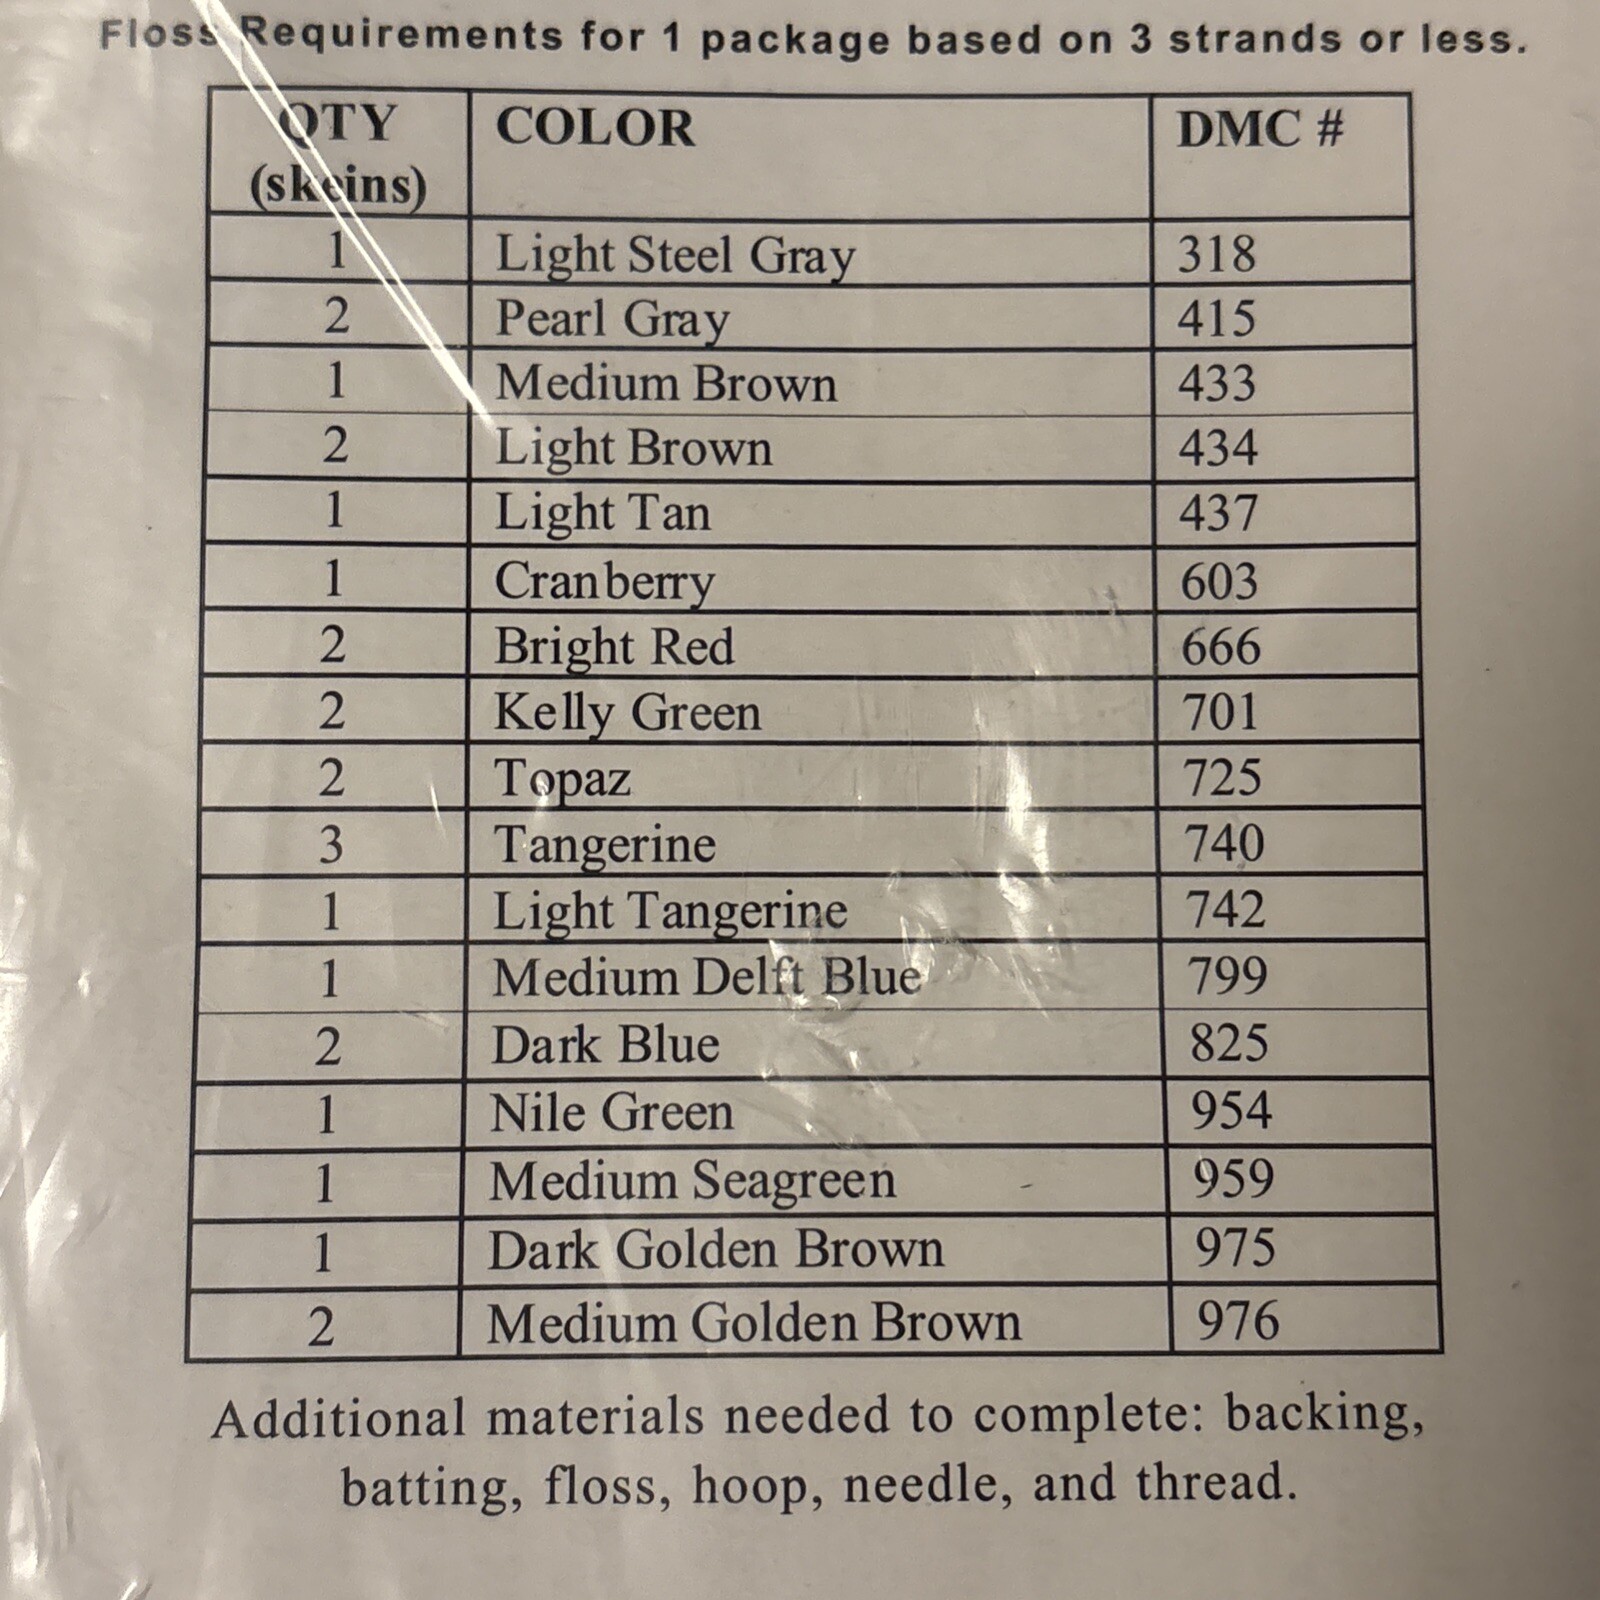 Floss Requirements for 1 package based on 3 strands or less.
QTY (skeins) COLOR DMC #
1 Light Steel Gray 318
2 Pearl Gray 415
1 Medium Brown 433
2 Light Brown 434
1 Light Tan 437
1 Cranberry 603
2 Bright Red 666
2 Kelly Green 701
2 Topaz 725
3 Tangerine 740
1 Light Tangerine 742
1 Medium Delft Blue 799
2 Dark Blue 825
1 Nile Green 954
1 Medium Seagreen 959
1 Dark Golden Brown 975
2 Medium Golden Brown 976
Additional materials needed to complete: backing,
batting, floss, hoop, needle, and thread.